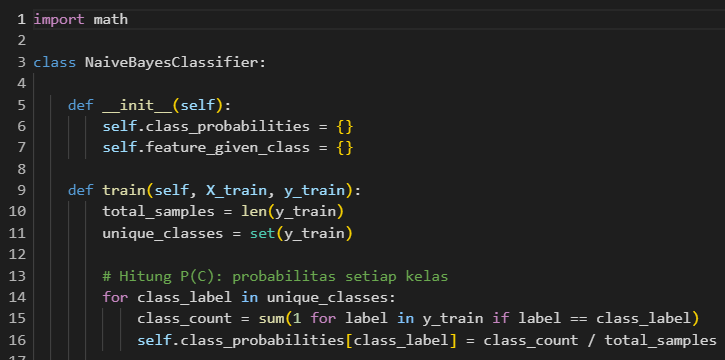 1 import math
2
3 class NaiveBayesClassifier:
4
5     def __init__(self):
6         self.class_probabilities = {}
7         self.feature_given_class = {}
8
9     def train(self, X_train, y_train):
10         total_samples = len(y_train)
11         unique_classes = set(y_train)
12
13         # Hitung P(C): probabilitas setiap kelas
14         for class_label in unique_classes:
15             class_count = sum(1 for label in y_train if label == class_label)
16             self.class_probabilities[class_label] = class_count / total_samples